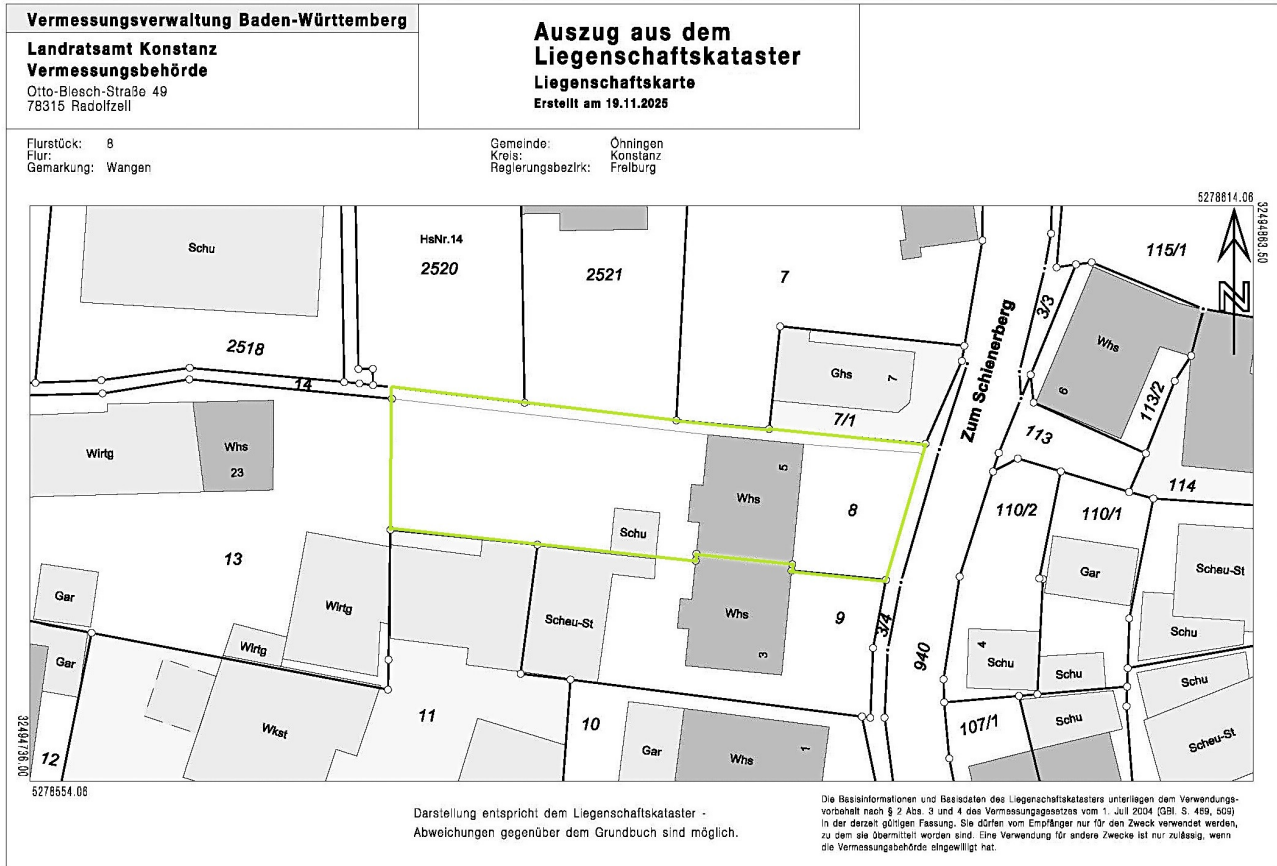 Vermessungsverwaltung Baden-Württemberg
Landratsamt Konstanz
Vermessungsbehörde
Otto-Blesch-Straße 49
78315 Radolfzell
Auszug aus dem
Liegenschaftskataster
Liegenschaftskarte
Erstellt am 19.11.2025
Flurstück: 8
Flur:
Gemarkung: Wangen
Gemeinde: Öhningen
Kreis: Konstanz
Regierungsbezirk: Freiburg
5278614.06
32494863.50
N
Schu
HsNr.14
2520
2521
7
115/1
3/3
Whs
6
2518
14
Ghs
7
7/1
Zum Schienerberg
113/2
113
114
Wirtg
Whs
23
Whs
5
8
110/2
110/1
Schu
13
Gar
Scheu-St
Gar
Wirtg
Scheu-St
Whs
3
9
3/4
940
Schu
4
Schu
Schu
Wirtg
Gar
Schu
Schu
107/1
Scheu-St
12
Wkst
11
10
Gar
Whs
1
32494736.00
5278554.06
Darstellung entspricht dem Liegenschaftskataster -
Abweichungen gegenüber dem Grundbuch sind möglich.
Die Basisinformationen und Basisdaten des Liegenschaftskatasters unterliegen dem Verwendungs-
vorbehalt nach § 2 Abs. 3 und 4 des Vermessungsgesetzes vom 1. Juli 2004 (GBl. S. 469, 509)
in der derzeit gültigen Fassung. Sie dürfen vom Empfänger nur für den Zweck verwendet werden,
zu dem sie übermittelt worden sind. Eine Verwendung für andere Zwecke ist nur zulässig, wenn
die Vermessungsbehörde eingewilligt hat.